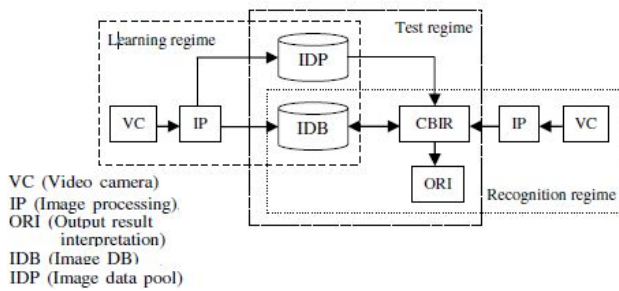 Learning regime
Test regime
IDP
VC
IP
IDB
CBIR
IP
VC
ORI
Recognition regime
VC (Video camera)
IP (Image processing)
ORI (Output result
interpretation)
IDB (Image DB)
IDP (Image data pool)